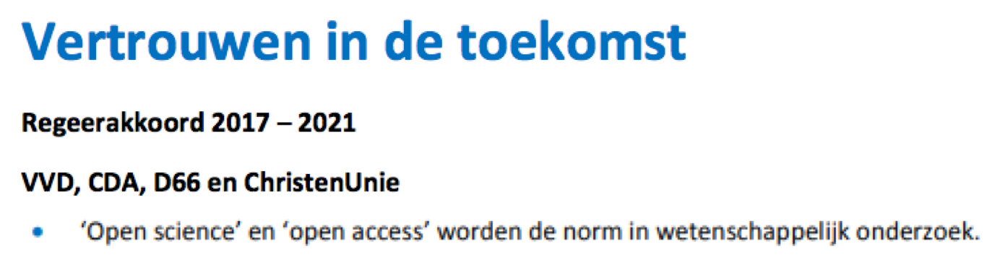 Vertrouwen in de toekomst
Regeerakkoord 2017 – 2021
VVD, CDA, D66 en ChristenUnie
• ‘Open science’ en ‘open access’ worden de norm in wetenschappelijk onderzoek.